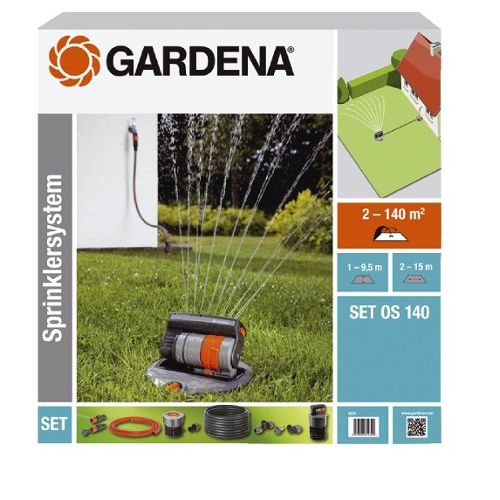 GARDENA®
Sprinklersystem
2 – 140 m²
1 – 9,5 m
2 – 15 m
SET OS 140
SET
www.gardena.com